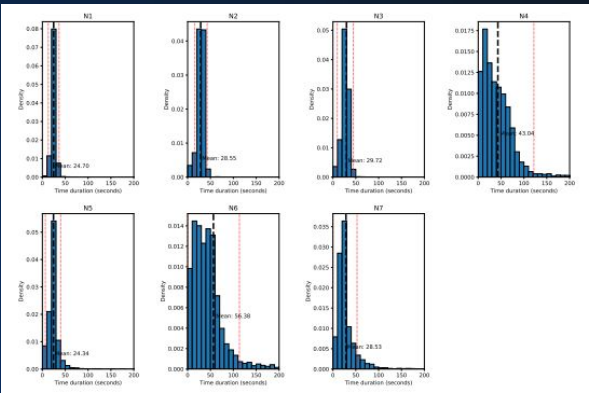 N1
0.08
0.07
0.06
0.05
0.04
0.03
0.02
0.01
0.00
Density
Mean: 24.70
0 50 100 150 200
Time duration (seconds)
N2
0.04
0.03
0.02
0.01
0.00
Density
Mean: 28.55
0 50 100 150 200
Time duration (seconds)
N3
0.05
0.04
0.03
0.02
0.01
0.00
Density
Mean: 29.72
0 50 100 150 200
Time duration (seconds)
N4
0.0175
0.0150
0.0125
0.0100
0.0075
0.0050
0.0025
0.0000
Density
Mean: 43.04
0 50 100 150 200
Time duration (seconds)
N5
0.05
0.04
0.03
0.02
0.01
0.00
Density
Mean: 24.34
0 50 100 150 200
Time duration (seconds)
N6
0.014
0.012
0.010
0.008
0.006
0.004
0.002
0.000
Density
Mean: 56.38
0 50 100 150 200
Time duration (seconds)
N7
0.035
0.030
0.025
0.020
0.015
0.010
0.005
0.000
Density
Mean: 28.53
0 50 100 150 200
Time duration (seconds)